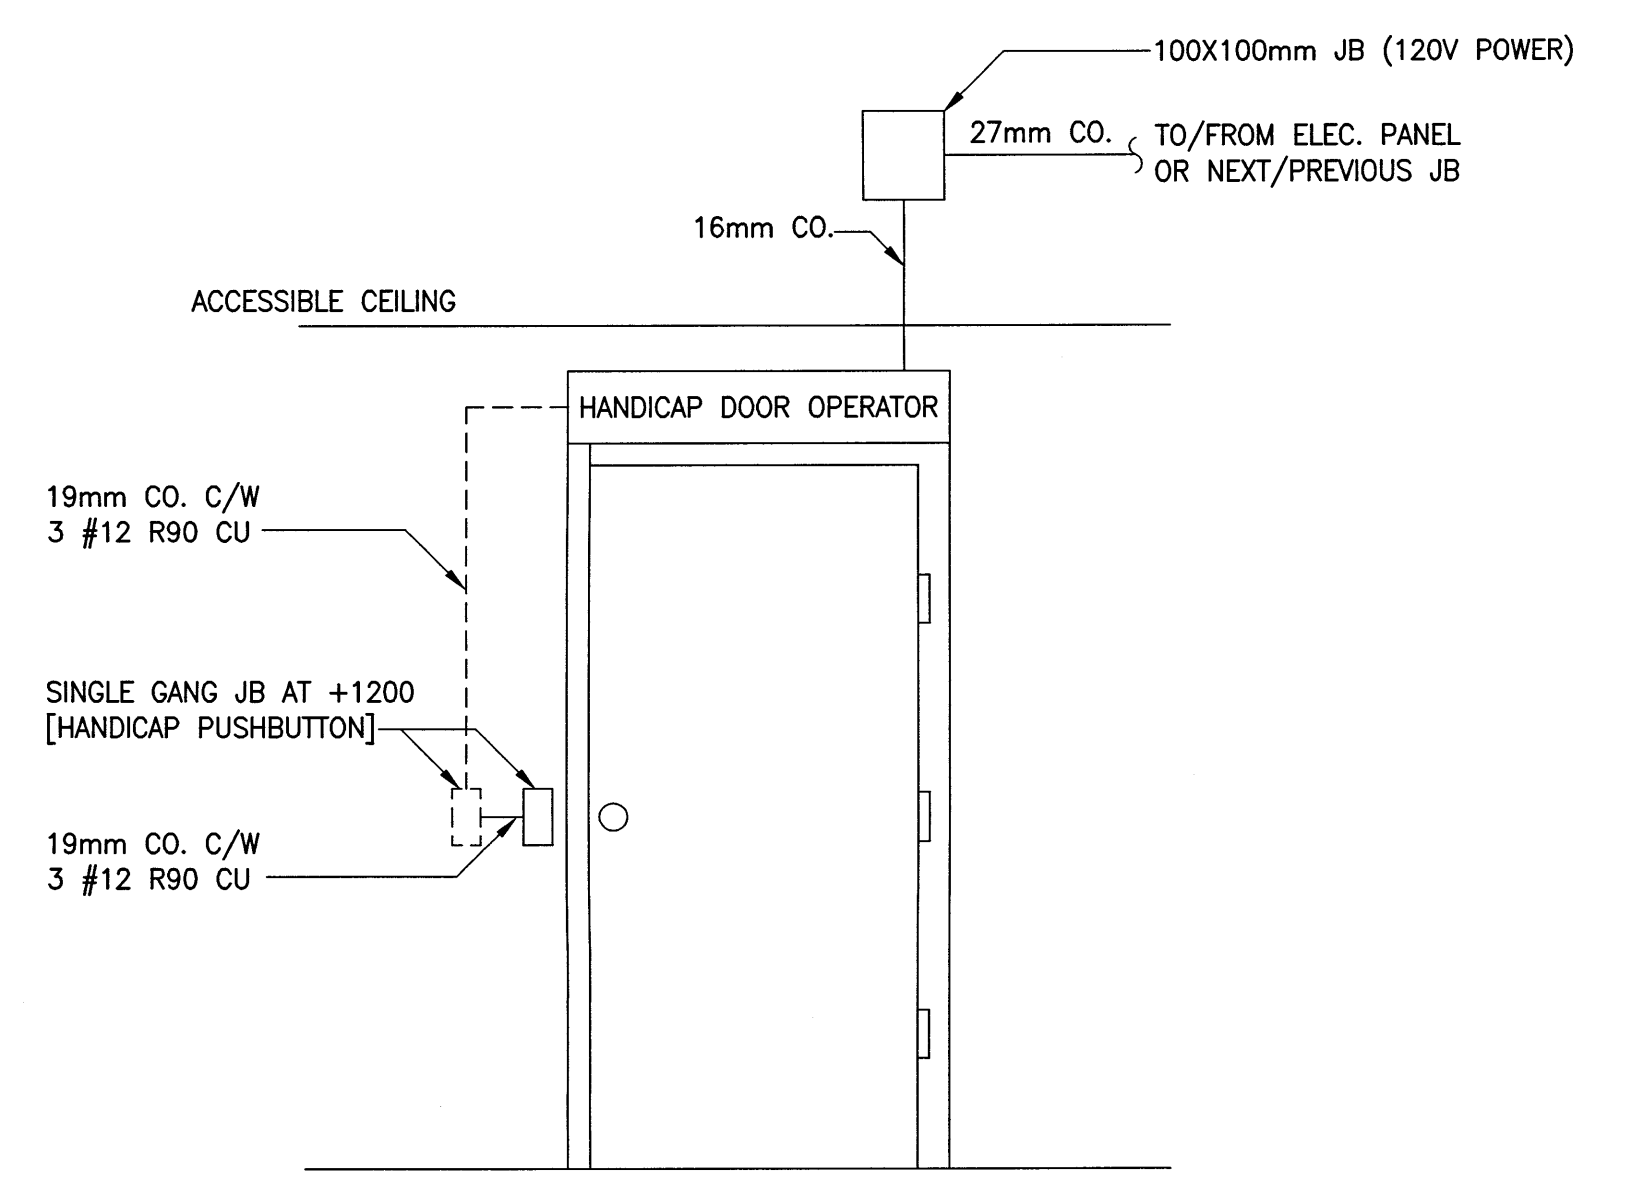 100X100mm JB (120V POWER)
27mm CO.
TO/FROM ELEC. PANEL
OR NEXT/PREVIOUS JB
16mm CO.
ACCESSIBLE CEILING
HANDICAP DOOR OPERATOR
19mm CO. C/W
3 #12 R90 CU
SINGLE GANG JB AT +1200
[HANDICAP PUSHBUTTON]
19mm CO. C/W
3 #12 R90 CU